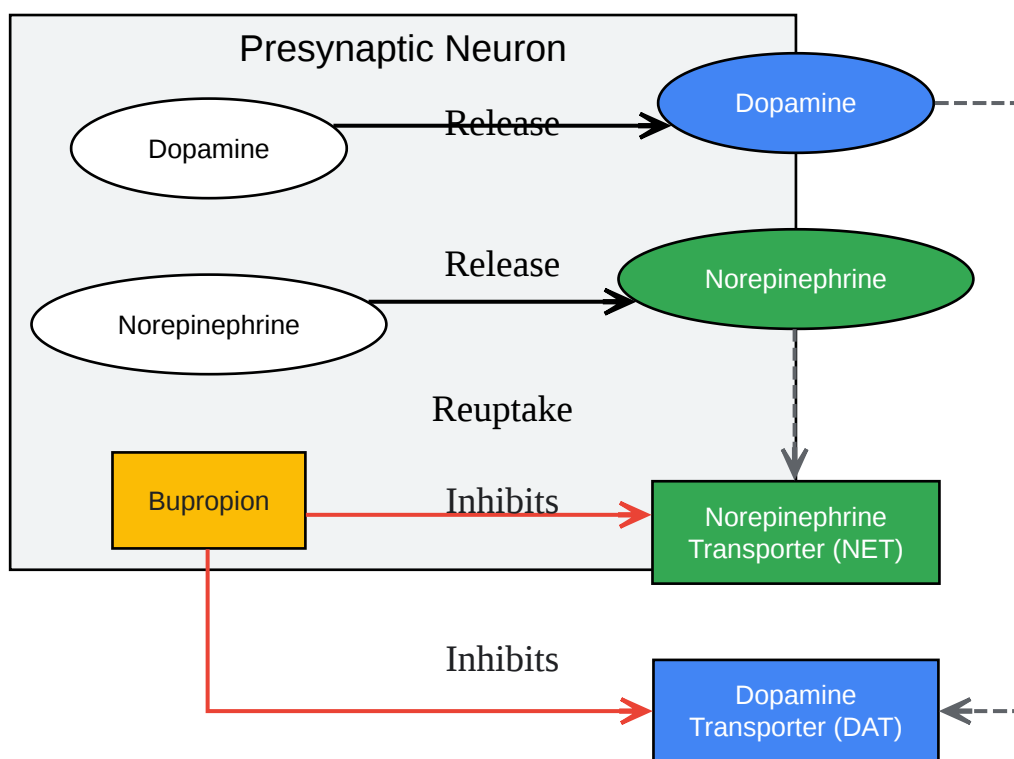 Presynaptic Neuron
Dopamine
Release
Dopamine
Release
Norepinephrine
Norepinephrine
Reuptake
Bupropion
Inhibits
Norepinephrine
Transporter (NET)
Inhibits
Dopamine
Transporter (DAT)